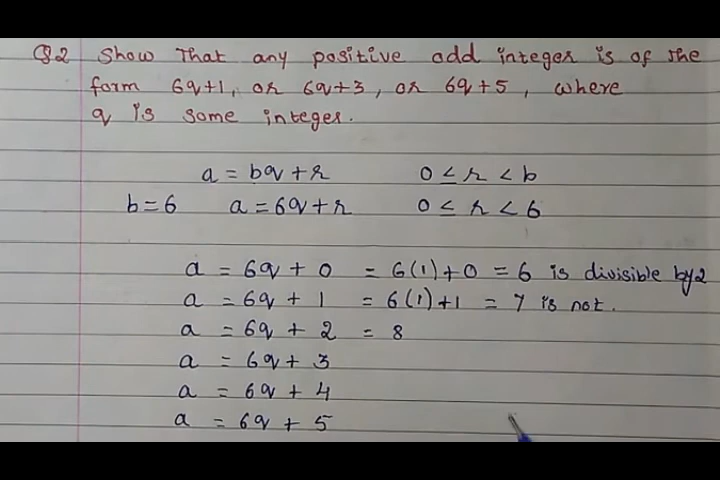 Q.2 Show That any positive odd integer is of the
form 6q+1, or 6q+3, or 6q+5, where
q is some integer.
a = bq + r 0 ≤ r < b
b = 6 a = 6q + r 0 ≤ r < 6
a = 6q + 0 = 6(1)+0 = 6 is divisible by 2
a = 6q + 1 = 6(1)+1 = 7 is not.
a = 6q + 2 = 8
a = 6q + 3
a = 6q + 4
a = 6q + 5